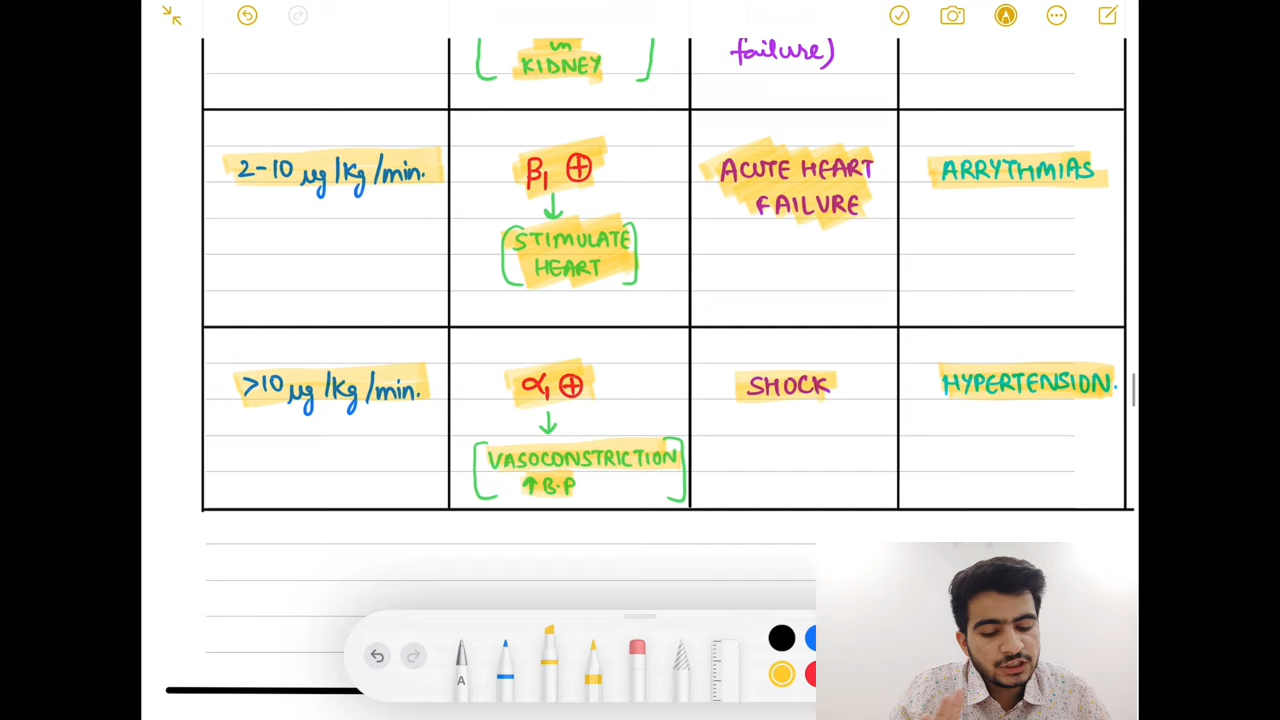 in
KIDNEY
failure)
2-10 µg/kg/min.
β₁ ⊕
↓
[STIMULATE
HEART]
ACUTE HEART
FAILURE
ARRYTHMIAS
>10 µg/kg/min.
α₁ ⊕
↓
[VASOCONSTRICTION
↑ B.P]
SHOCK
HYPERTENSION.
A